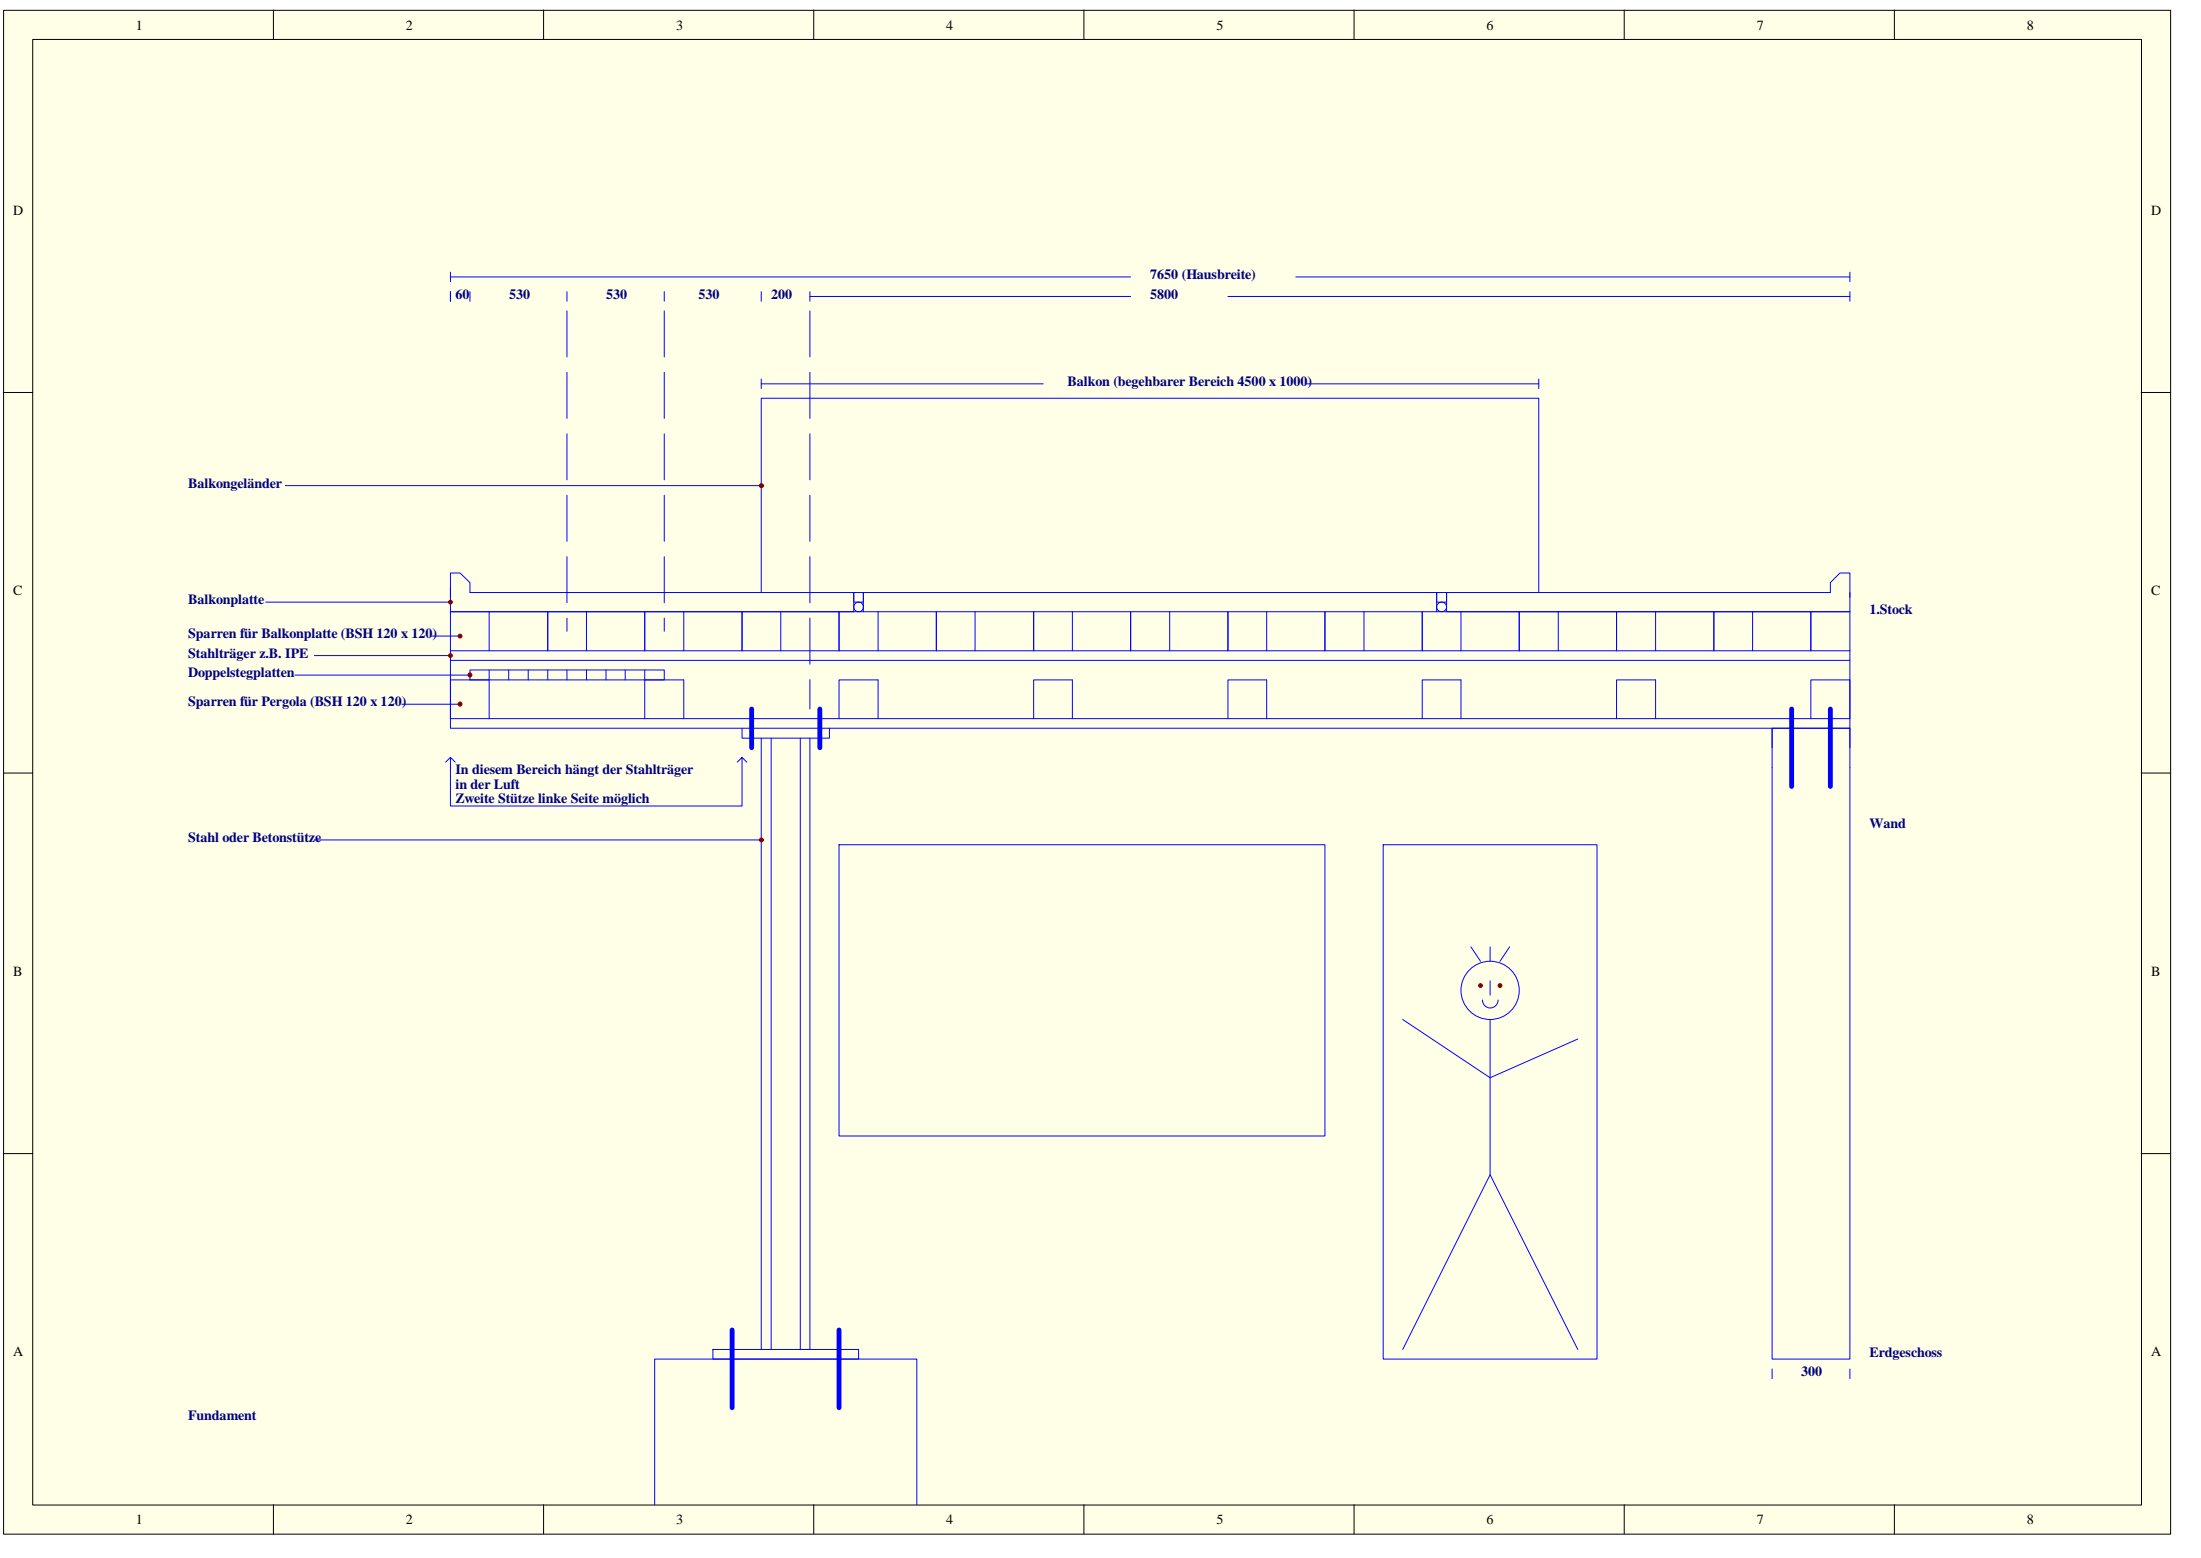 1 2 3 4 5 6 7 8
D D
7650 (Hausbreite)
60 530 530 530 200 5800
Balkon (begehbarer Bereich 4500 x 1000)
Balkongeländer
C C
Balkonplatte
1.Stock
Sparren für Balkonplatte (BSH 120 x 120)
Stahlträger z.B. IPE
Doppelstegplatten
Sparren für Pergola (BSH 120 x 120)
In diesem Bereich hängt der Stahlträger
in der Luft
Zweite Stütze linke Seite möglich
Wand
Stahl oder Betonstütze
B B
A Erdgeschoss A
300
Fundament
1 2 3 4 5 6 7 8